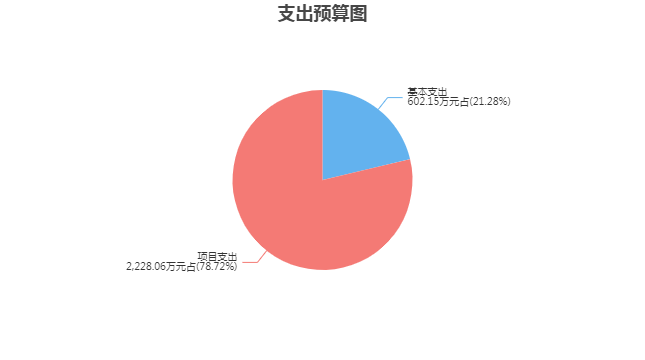 支出预算图
基本支出
602.15万元占(21.28%)
项目支出
2,228.06万元占(78.72%)